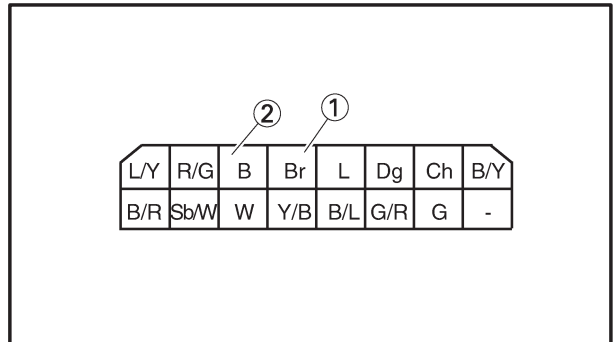 ② ①
L/Y R/G B Br L Dg Ch B/Y
B/R Sb/W W Y/B B/L G/R G -